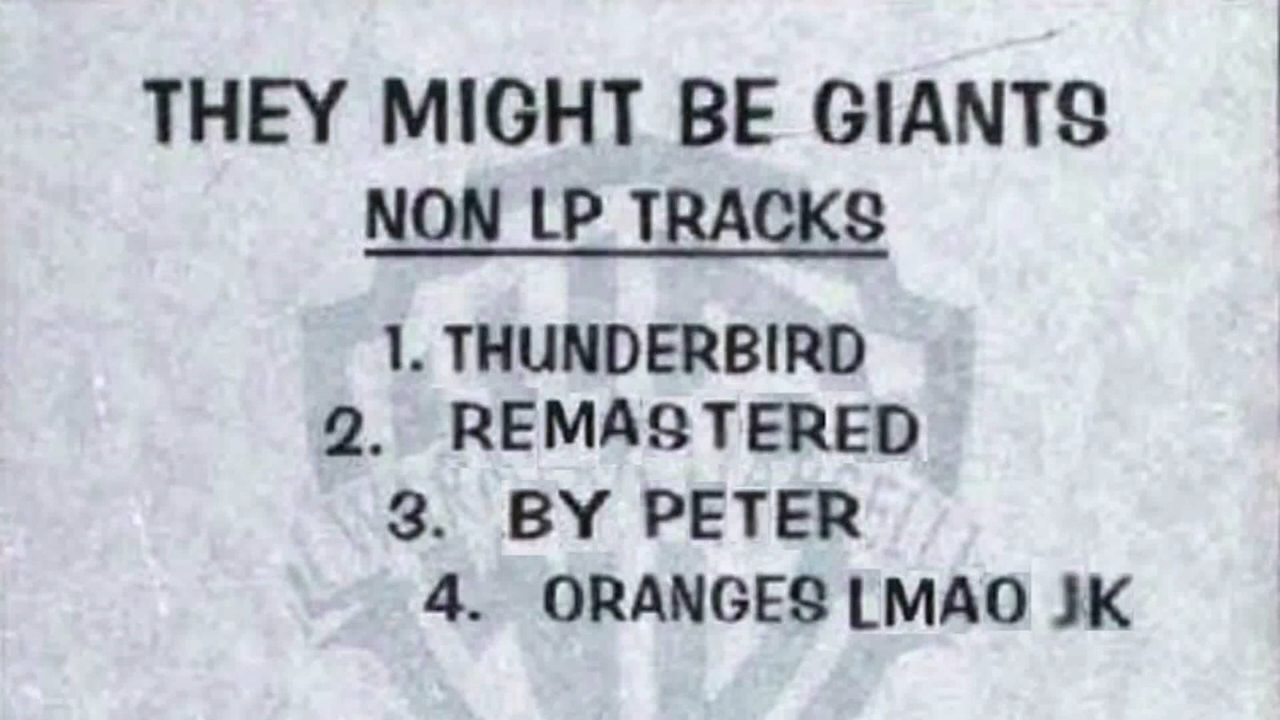 THEY MIGHT BE GIANTS
NON LP TRACKS
1. THUNDERBIRD
2. REMASTERED
3. BY PETER
4. ORANGES LMAO JK